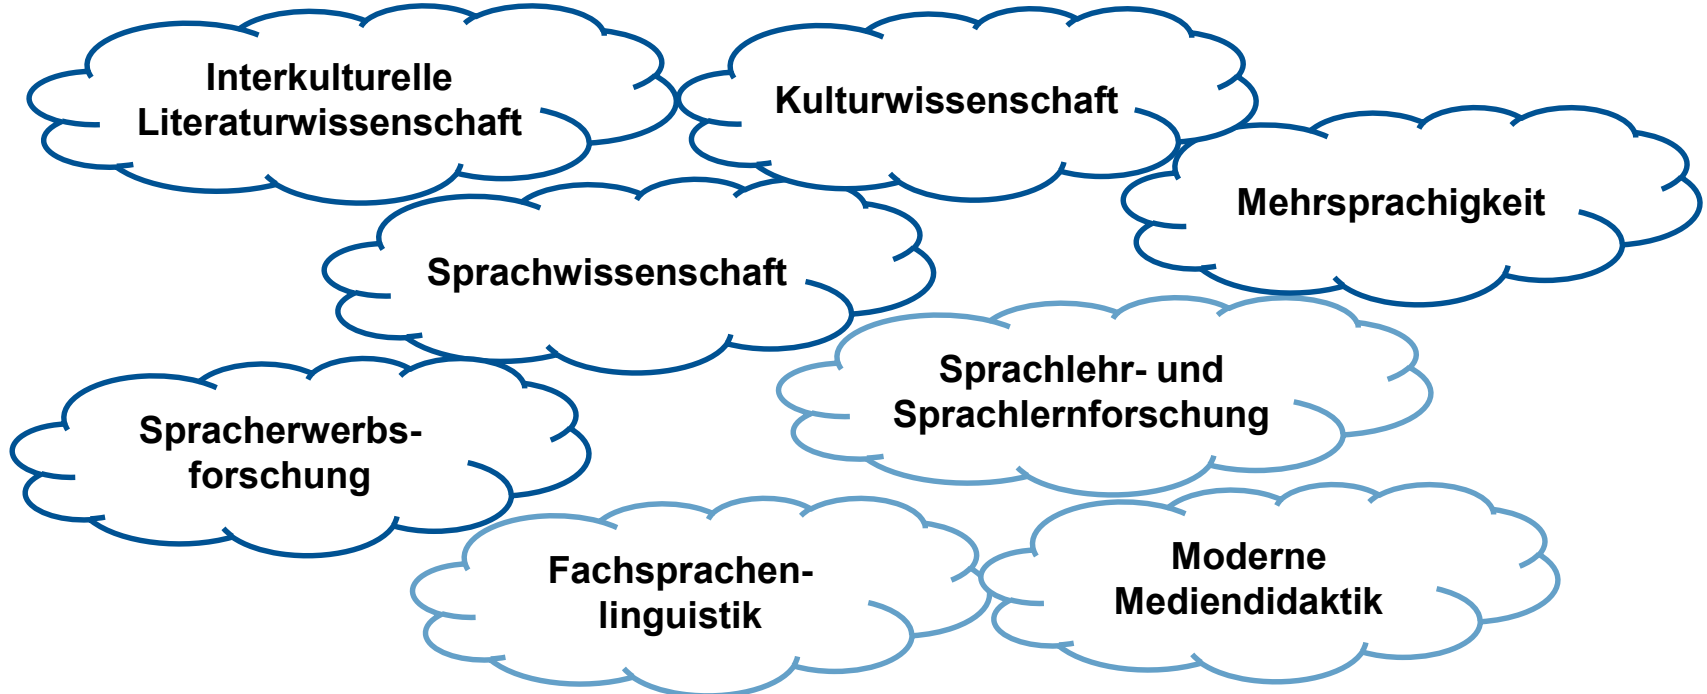 Interkulturelle
Literaturwissenschaft
Kulturwissenschaft
Mehrsprachigkeit
Sprachwissenschaft
Sprachlehr- und
Sprachlernforschung
Spracherwerbs-
forschung
Fachsprachen-
linguistik
Moderne
Mediendidaktik